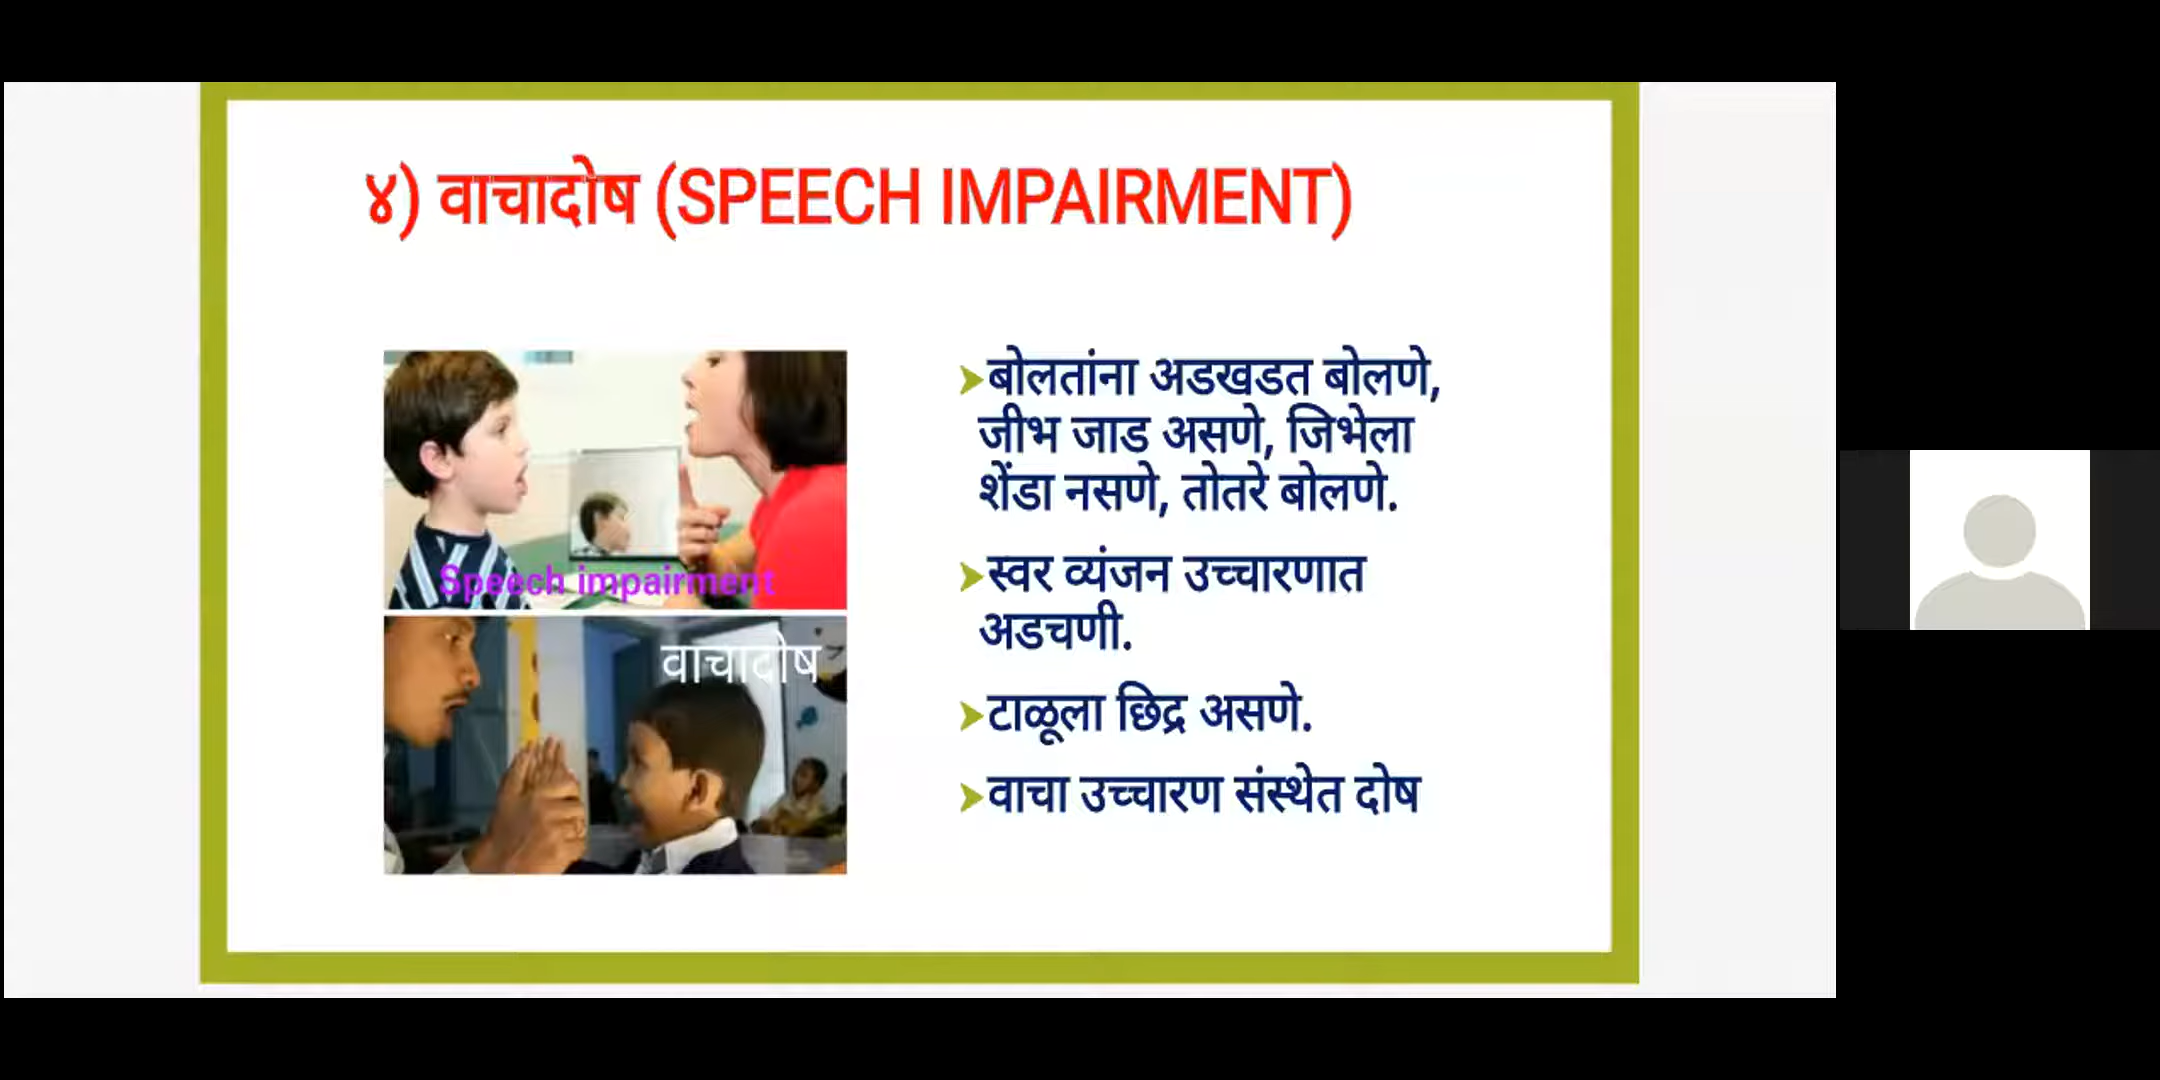 ४) वाचादोष (SPEECH IMPAIRMENT)
Speech impairment
वाचादोष
➤बोलतांना अडखडत बोलणे,
जीभ जाड असणे, जिभेला
शेंडा नसणे, तोतरे बोलणे.
➤स्वर व्यंजन उच्चारणात
अडचणी.
➤टाळूला छिद्र असणे.
➤वाचा उच्चारण संस्थेत दोष